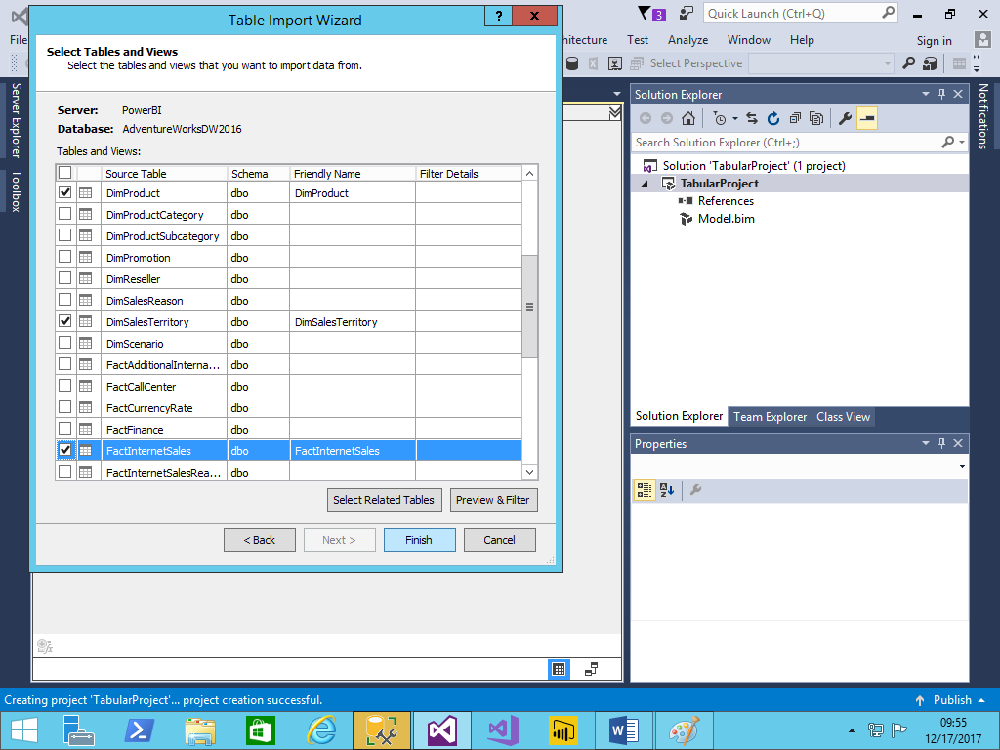 Table Import Wizard
?
x
3
Quick Launch (Ctrl+Q)
File
hitecture
Test
Analyze
Window
Help
Sign in
Select Perspective
Select Tables and Views
Select the tables and views that you want to import data from.
Server: PowerBI
Database: AdventureWorksDW2016
Tables and Views:
Source Table Schema Friendly Name Filter Details
DimProduct dbo DimProduct
DimProductCategory dbo
DimProductSubcategory dbo
DimPromotion dbo
DimReseller dbo
DimSalesReason dbo
DimSalesTerritory dbo DimSalesTerritory
DimScenario dbo
FactAdditionalInterna... dbo
FactCallCenter dbo
FactCurrencyRate dbo
FactFinance dbo
FactInternetSales dbo FactInternetSales
FactInternetSalesRea... dbo
Select Related Tables
Preview & Filter
< Back
Next >
Finish
Cancel
Server Explorer
Toolbox
Solution Explorer
Search Solution Explorer (Ctrl+;)
Solution 'TabularProject' (1 project)
TabularProject
References
Model.bim
Solution Explorer Team Explorer Class View
Properties
Notifications
Creating project 'TabularProject'... project creation successful.
Publish
09:55
12/17/2017